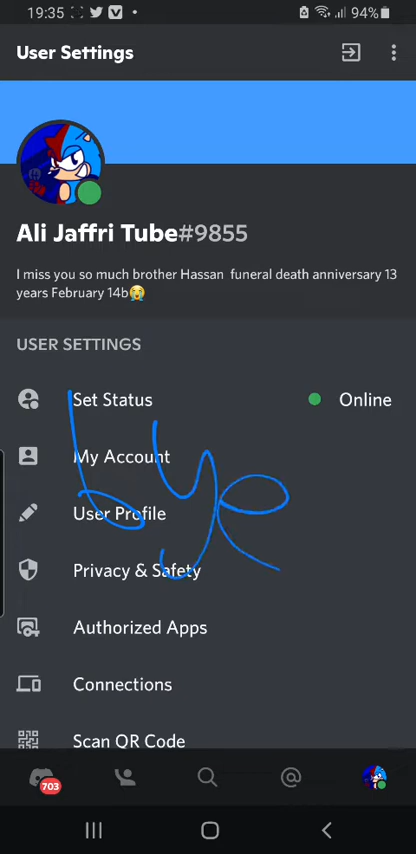 19:35 94%
User Settings
Ali Jaffri Tube#9855
I miss you so much brother Hassan funeral death anniversary 13
years February 14b😭
USER SETTINGS
Set Status Online
My Account
User Profile
bye
Privacy & Safety
Authorized Apps
Connections
Scan QR Code
703